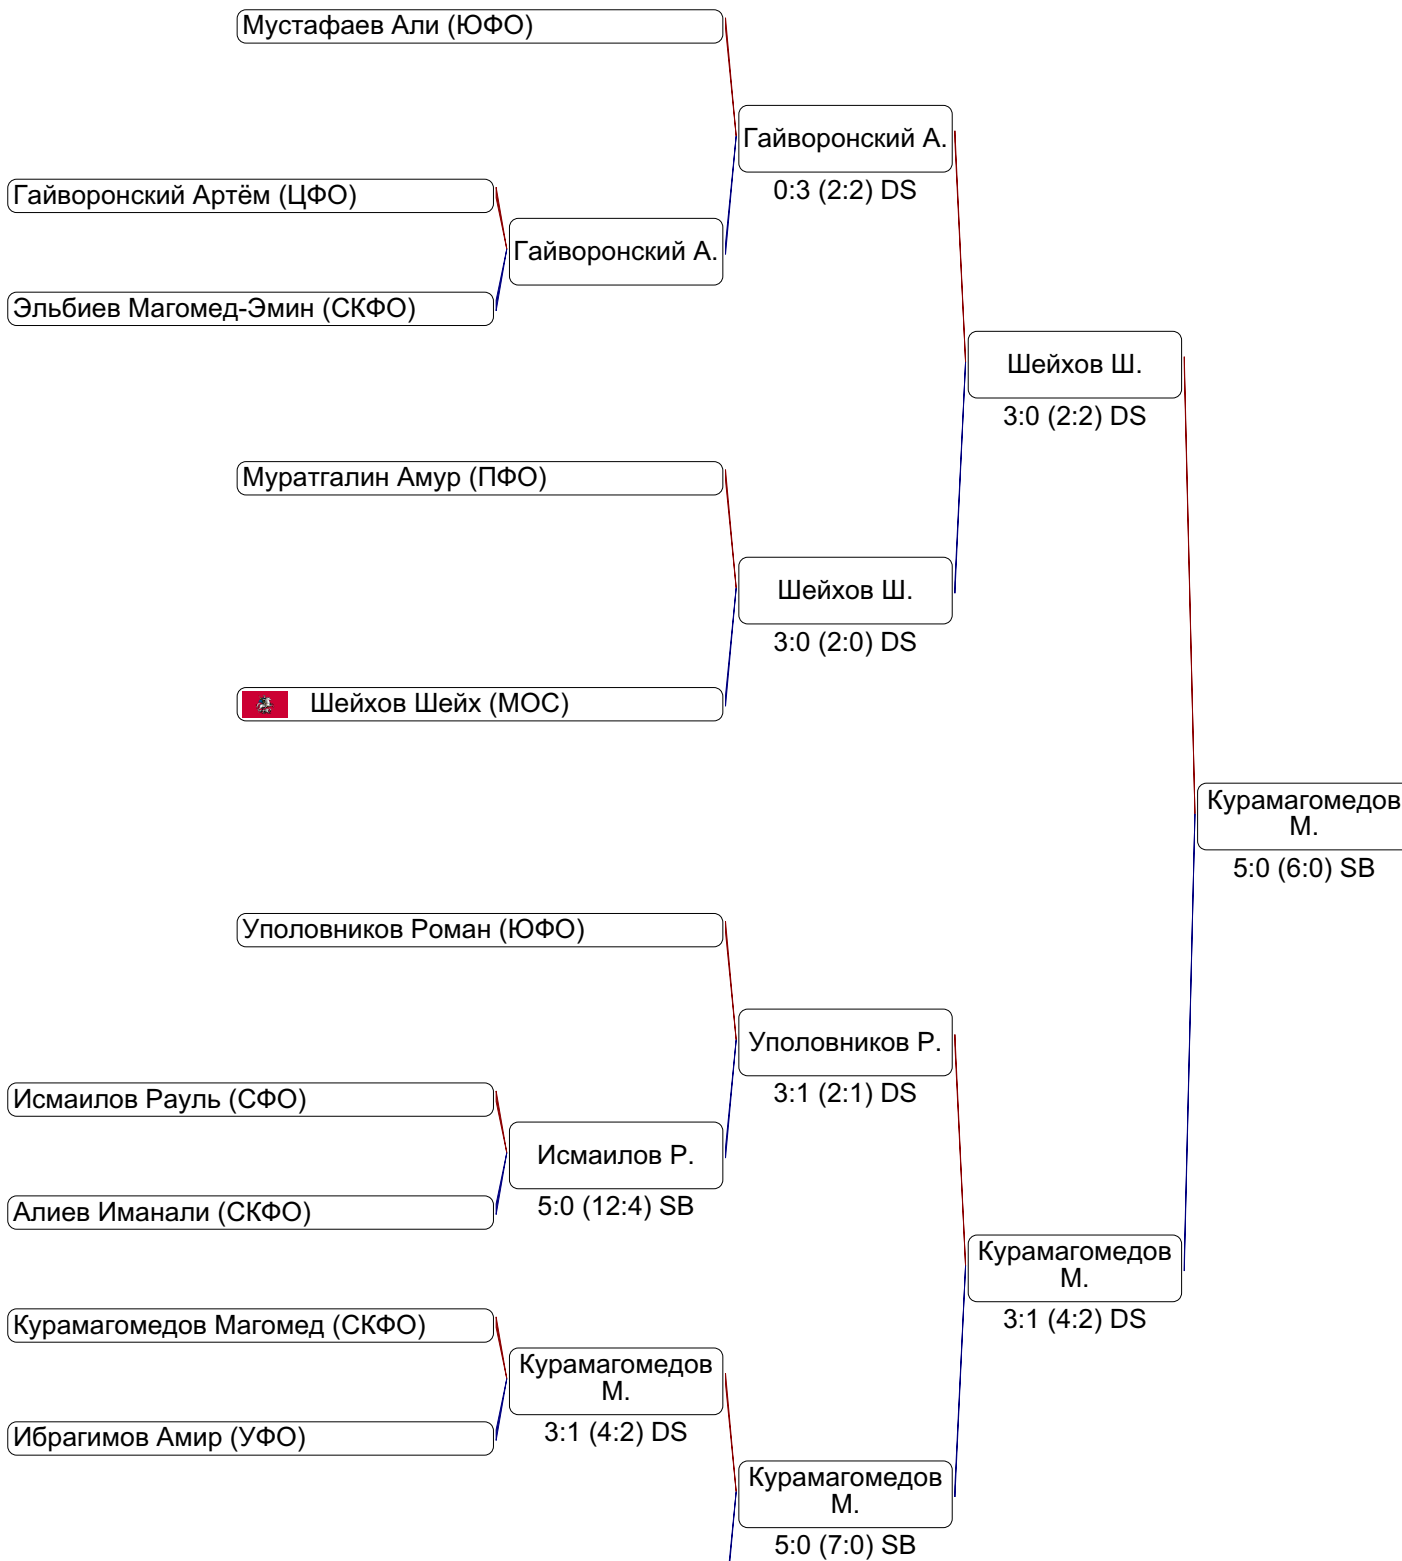 Мустафаев Али (ЮФО)
Гайворонский А.
0:3 (2:2) DS
Гайворонский Артём (ЦФО)
Гайворонский А.
Эльбиев Магомед-Эмин (СКФО)
Шейхов Ш.
3:0 (2:2) DS
Муратгалин Амур (ПФО)
Шейхов Ш.
3:0 (2:0) DS
Шейхов Шейх (МОС)
Курамагомедов
М.
5:0 (6:0) SB
Уполовников Роман (ЮФО)
Уполовников Р.
3:1 (2:1) DS
Исмаилов Рауль (СФО)
Исмаилов Р.
5:0 (12:4) SB
Алиев Иманали (СКФО)
Курамагомедов
М.
3:1 (4:2) DS
Курамагомедов Магомед (СКФО)
Курамагомедов
М.
3:1 (4:2) DS
Ибрагимов Амир (УФО)
Курамагомедов
М.
5:0 (7:0) SB